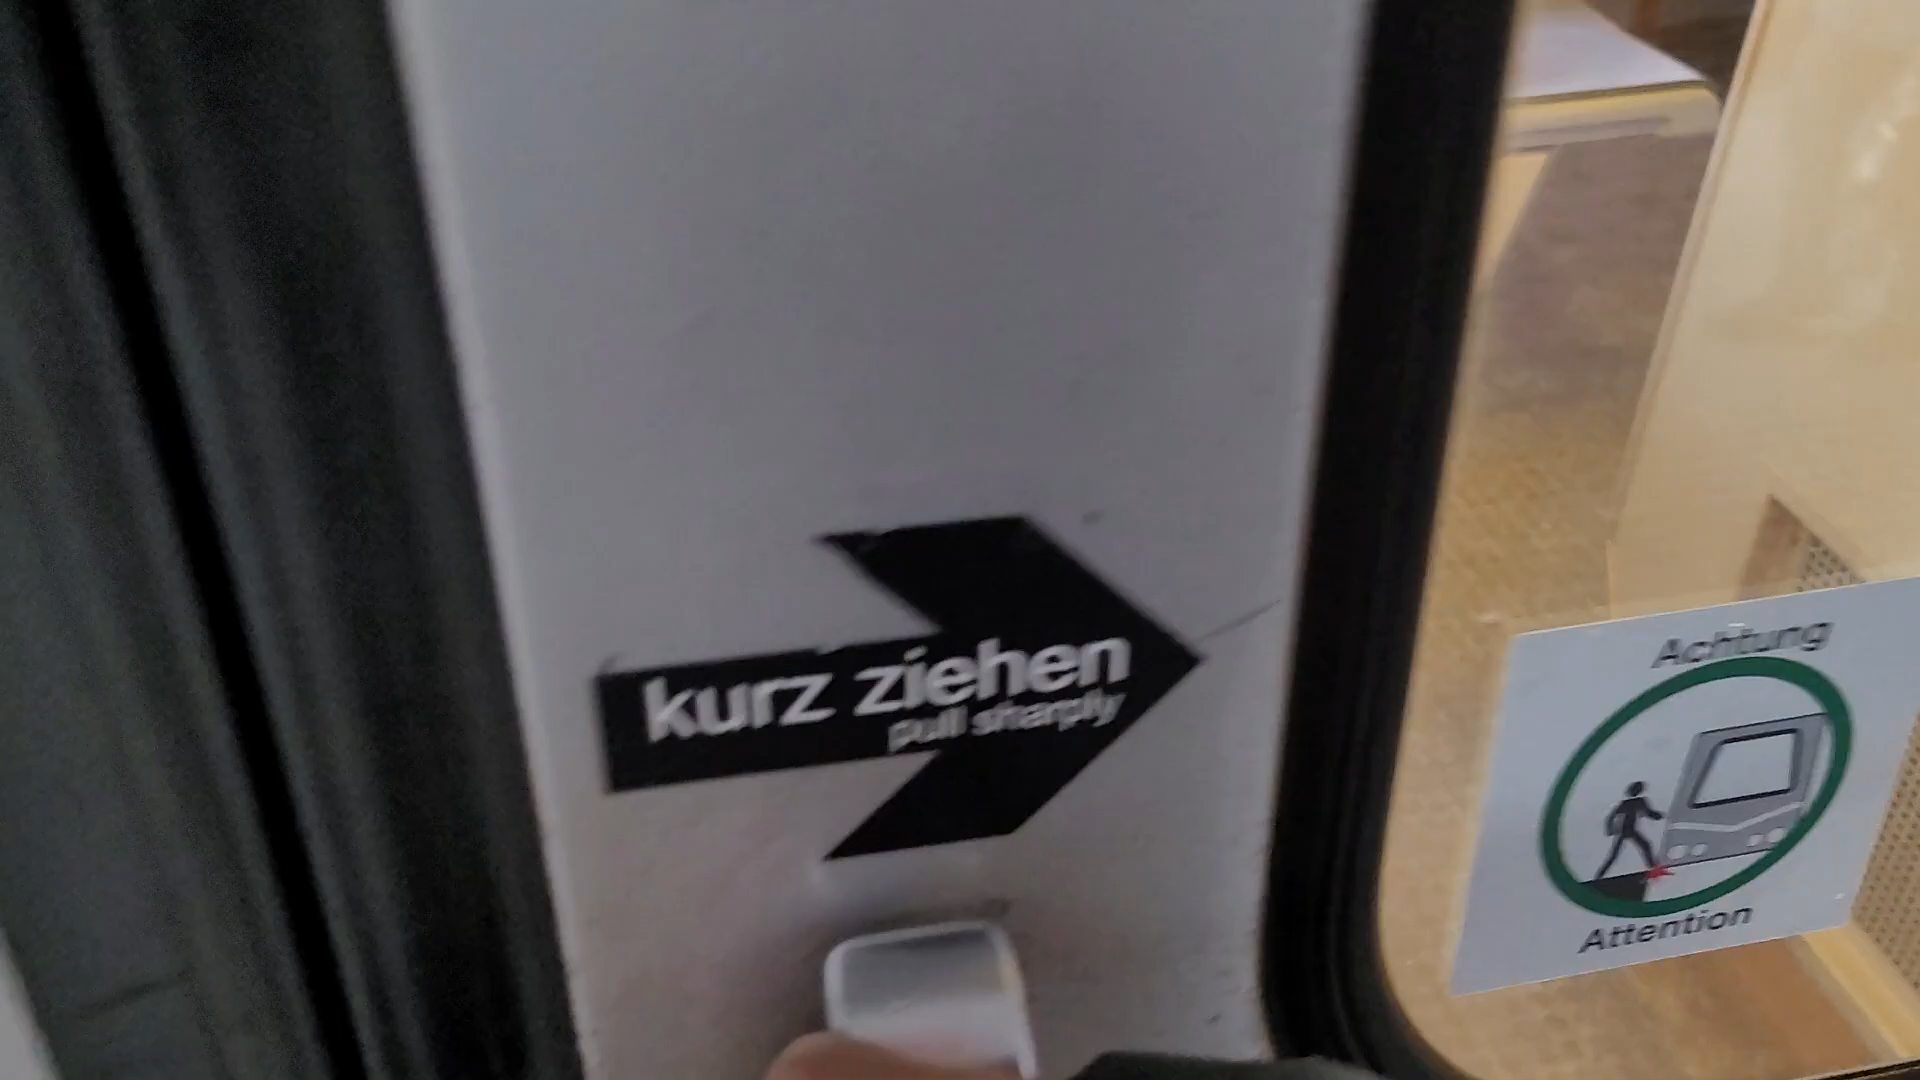 kurz ziehen
pull sharply
Achtung
Attention